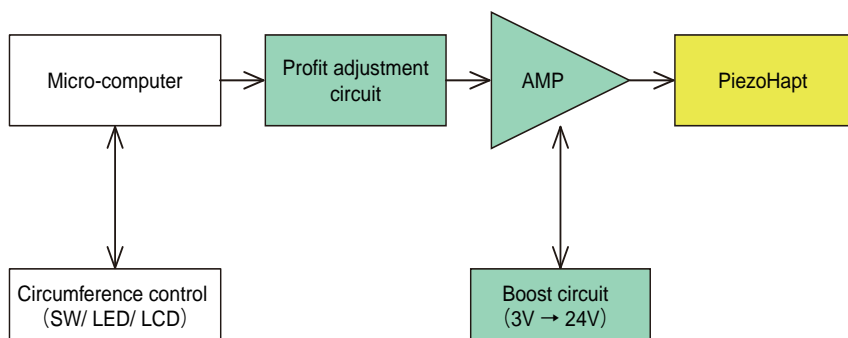 Micro-computer
Profit adjustment
circuit
AMP
PiezoHapt
Circumference control
（SW/ LED/ LCD）
Boost circuit
（3V → 24V）